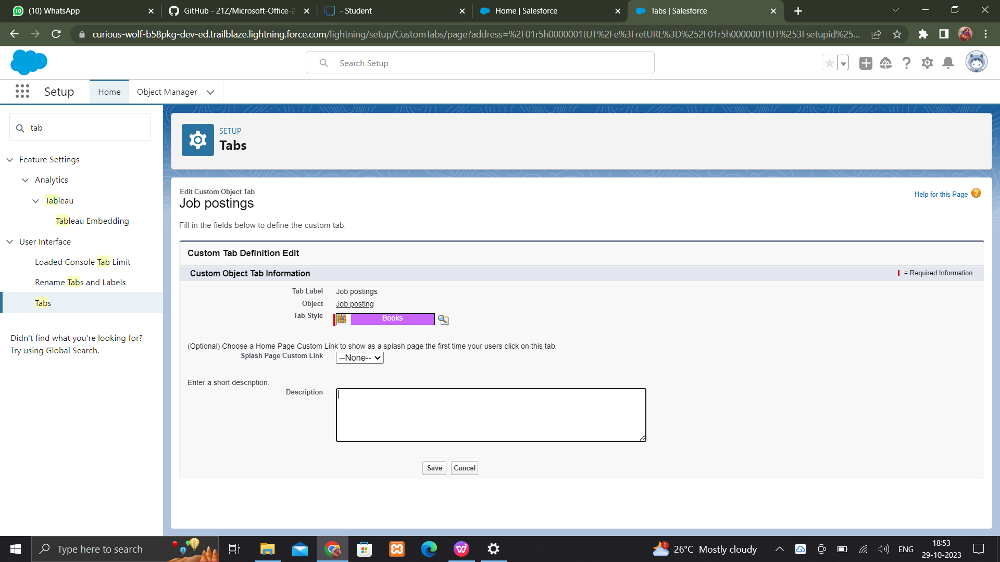 (10) WhatsApp
GitHub - 21Z/Microsoft-Office-2
- Student
Home | Salesforce
Tabs | Salesforce
curious-wolf-b58pkg-dev-ed.trailblaze.lightning.force.com/lightning/setup/CustomTabs/page?address=%2F01r5h0000001tUT%2Fe%3FretURL%3D%252F01r5h0000001tUT%253Fsetupid%25...
Search Setup
Setup
Home
Object Manager
tab
Feature Settings
Analytics
Tableau
Tableau Embedding
User Interface
Loaded Console Tab Limit
Rename Tabs and Labels
Tabs
Didn't find what you're looking for?
Try using Global Search.
SETUP
Tabs
Edit Custom Object Tab
Job postings
Help for this Page ?
Fill in the fields below to define the custom tab.
Custom Tab Definition Edit
Custom Object Tab Information
= Required Information
Tab Label Job postings
Object Job posting
Tab Style Books
(Optional) Choose a Home Page Custom Link to show as a splash page the first time your users click on this tab.
Splash Page Custom Link --None--
Enter a short description.
Description
Save Cancel
Type here to search
1
26°C Mostly cloudy
ENG
18:53
29-10-2023